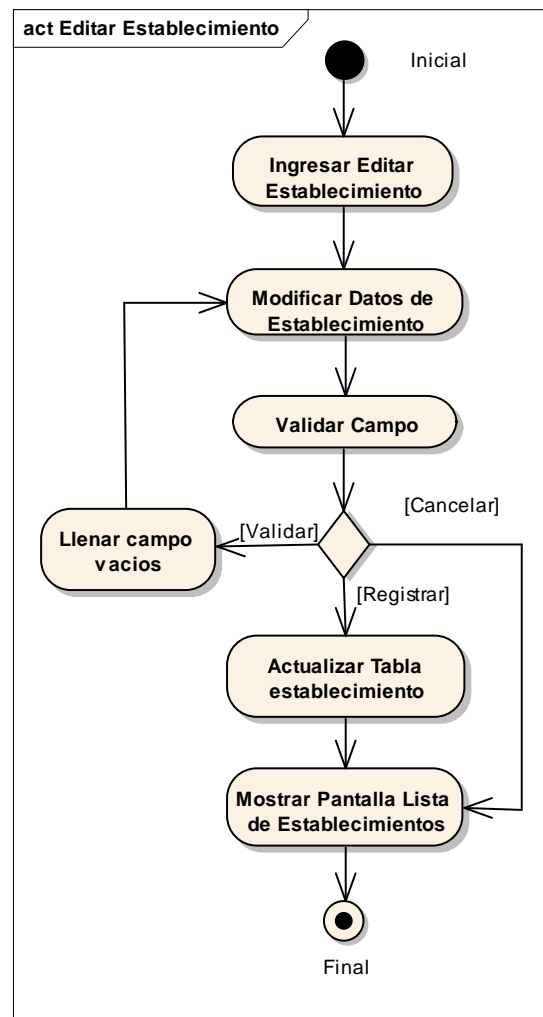 act Editar Establecimiento
Inicial
Ingresar Editar
Establecimiento
Modificar Datos de
Establecimiento
Validar Campo
[Cancelar]
[Validar]
Llenar campo
vacios
[Registrar]
Actualizar Tabla
establecimiento
Mostrar Pantalla Lista
de Establecimientos
Final